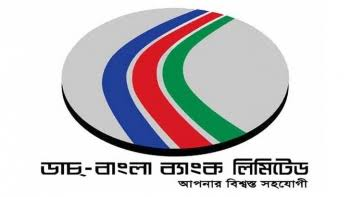 ডাচ্-বাংলা ব্যাংক লিমিটেড
আপনার বিশ্বস্ত সহযোগী